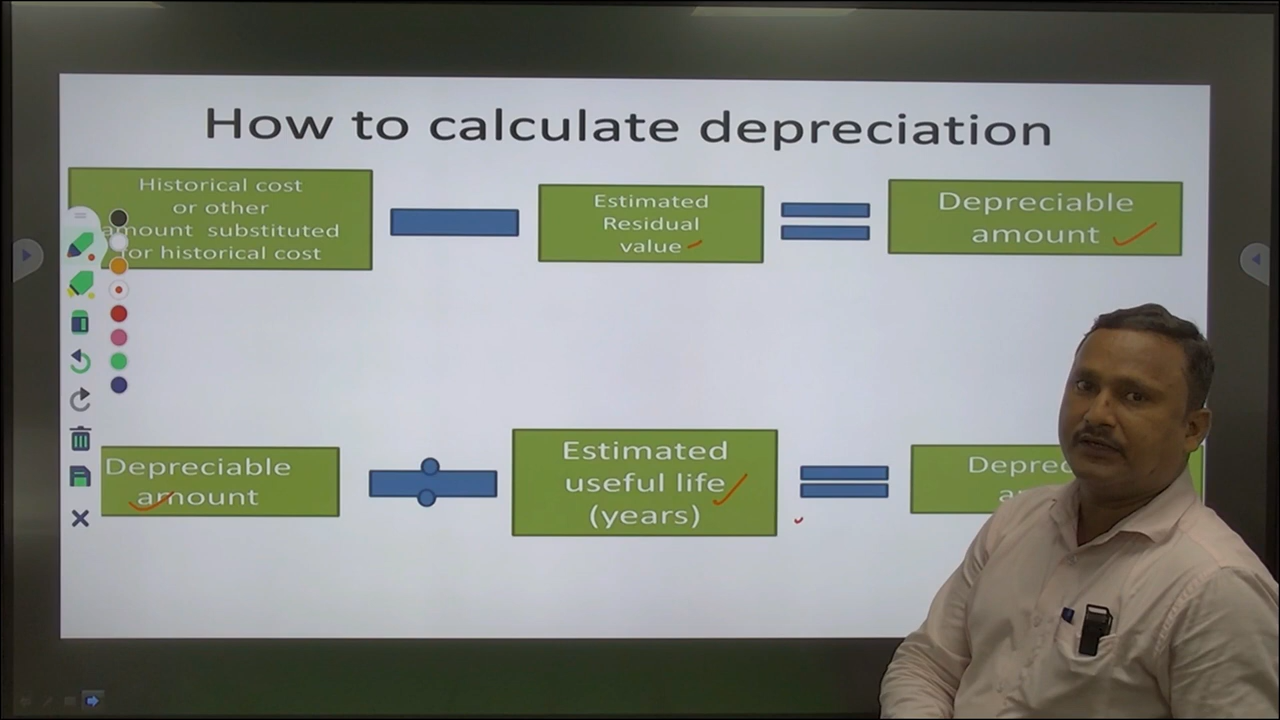 How to calculate depreciation
Historical cost
or other
amount substituted
for historical cost
Estimated
Residual
value
Depreciable
amount
Depreciable
amount
Estimated
useful life
(years)